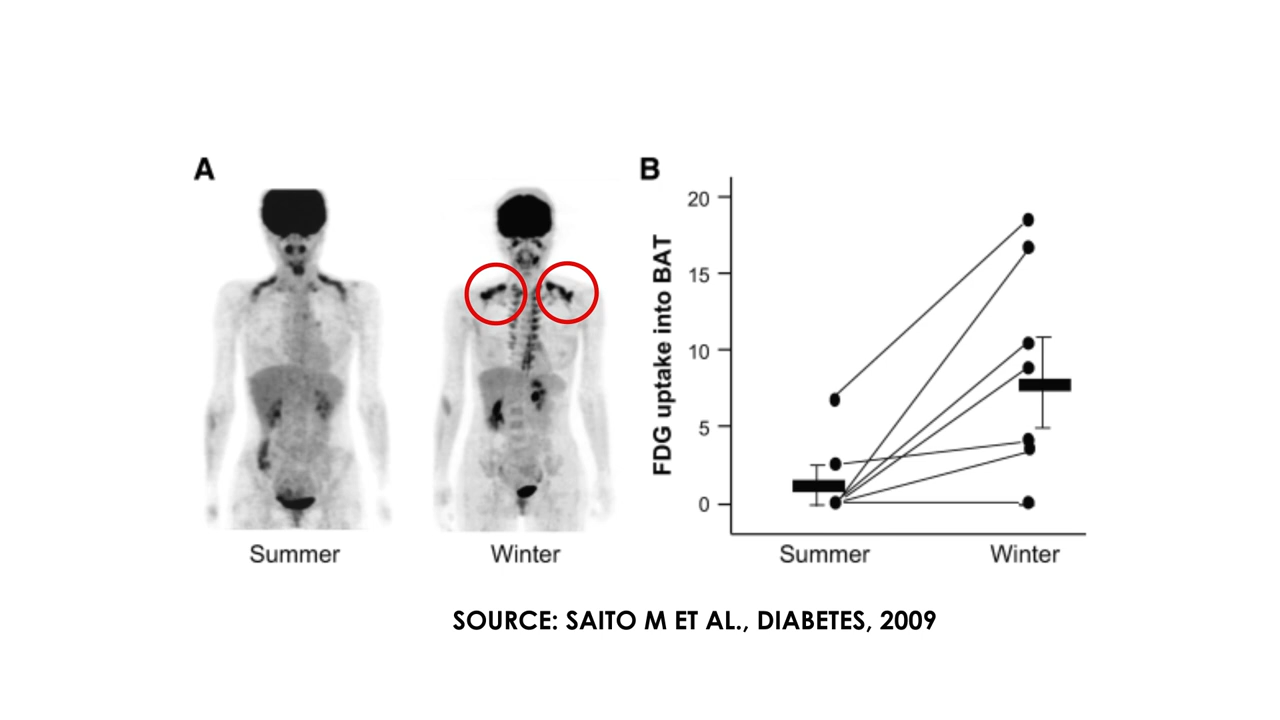 A
Summer
Winter
B
FDG uptake into BAT
20
15
10
5
0
Summer
Winter
SOURCE: SAITO M ET AL., DIABETES, 2009